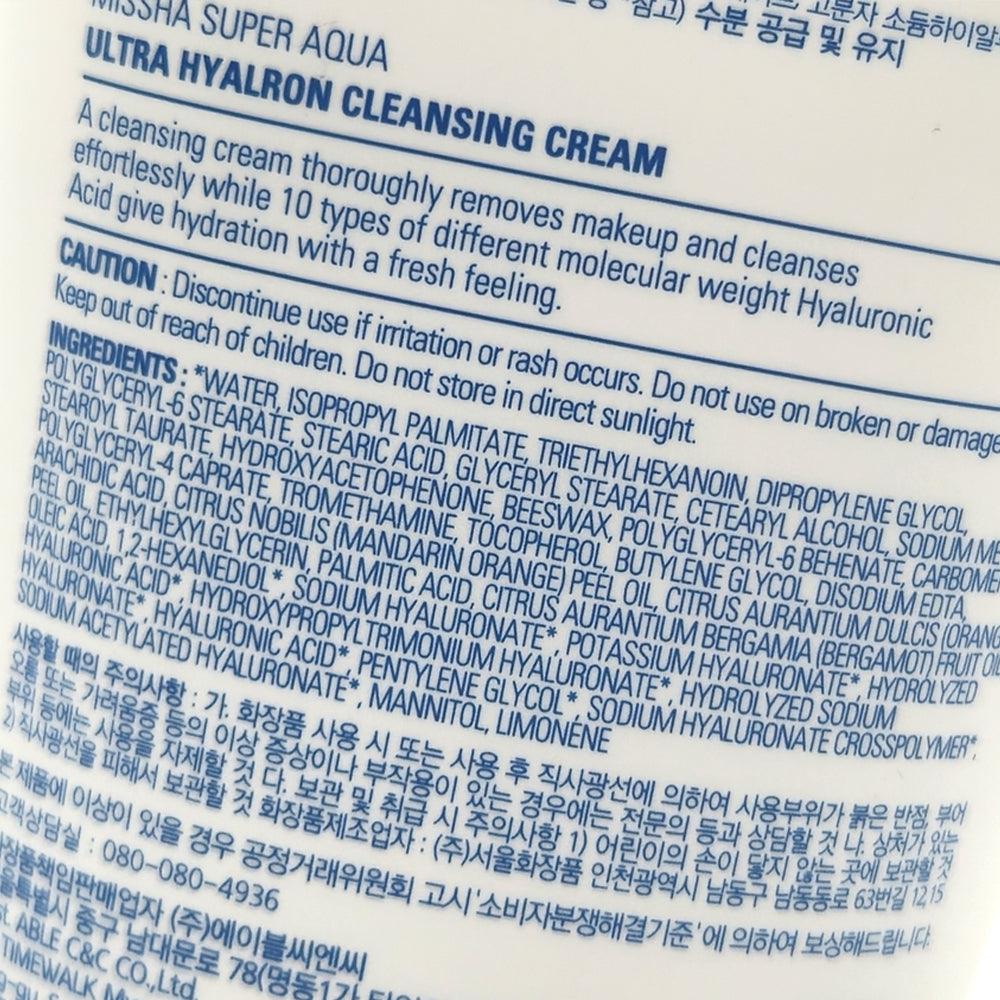 참고) 수분 공급 및 유지
고분자 소듐하이알
MISSHA SUPER AQUA
ULTRA HYALRON CLEANSING CREAM
A cleansing cream thoroughly removes makeup and cleanses
effortlessly while 10 types of different molecular weight Hyaluronic
Acid give hydration with a fresh feeling.
CAUTION : Discontinue use if irritation or rash occurs. Do not use on broken or damage
Keep out of reach of children. Do not store in direct sunlight.
INGREDIENTS : *WATER, ISOPROPYL PALMITATE, TRIETHYLHEXANOIN, DIPROPYLENE GLYCOL,
POLYGLYCERYL-6 STEARATE, STEARIC ACID, GLYCERYL STEARATE, CETEARYL ALCOHOL, SODIUM ME
STEAROYL TAURATE, HYDROXYACETOPHENONE, BEESWAX, POLYGLYCERYL-6 BEHENATE, CARBOME
POLYGLYCERYL-4 CAPRATE, TROMETHAMINE, TOCOPHEROL, BUTYLENE GLYCOL, DISODIUM EDTA,
ARACHIDIC ACID, CITRUS NOBILIS (MANDARIN ORANGE) PEEL OIL, CITRUS AURANTIUM DULCIS (ORANG
PEEL OIL, ETHYLHEXYLGLYCERIN, PALMITIC ACID, CITRUS AURANTIUM BERGAMIA (BERGAMOT) FRUIT OI
OLEIC ACID, 1,2-HEXANEDIOL*, SODIUM HYALURONATE*, POTASSIUM HYALURONATE*, HYDROLYZED
HYALURONIC ACID*, HYDROXYPROPYLTRIMONIUM HYALURONATE*, HYDROLYZED SODIUM
HYALURONATE*, HYALURONIC ACID*, PENTYLENE GLYCOL*, SODIUM HYALURONATE CROSSPOLYMER*,
SODIUM ACETYLATED HYALURONATE*, MANNITOL, LIMONENE
사용할 때의 주의사항 : 가. 화장품 사용 시 또는 사용 후 직사광선에 의하여 사용부위가 붉은 반점, 부어
오름 또는 가려움증 등의 이상 증상이나 부작용이 있는 경우에는 전문의 등과 상담할 것 나. 상처가 있는
부위 등에는 사용을 자제할 것 다. 보관 및 취급 시 주의사항 1) 어린이의 손이 닿지 않는 곳에 보관할 것
2) 직사광선을 피해서 보관할 것 화장품제조업자 : (주)서울화장품 인천광역시 남동구 남동동로 63번길 12,15
본 제품에 이상이 있을 경우 공정거래위원회 고시 '소비자분쟁해결기준'에 의하여 보상해드립니다.
고객상담실 : 080-080-4936
화장품책임판매업자 (주)에이블씨엔씨
서울특별시 중구 남대문로 78(명동1가
ABLE C&C CO.,Ltd.
TIMEWALK